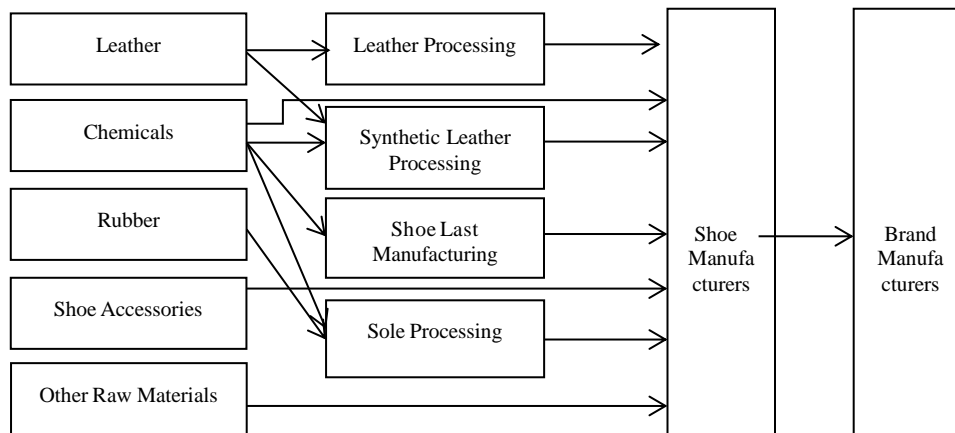 Leather
Chemicals
Rubber
Shoe Accessories
Other Raw Materials
Leather Processing
Synthetic Leather
Processing
Shoe Last
Manufacturing
Sole Processing
Shoe
Manufa
cturers
Brand
Manufa
cturers